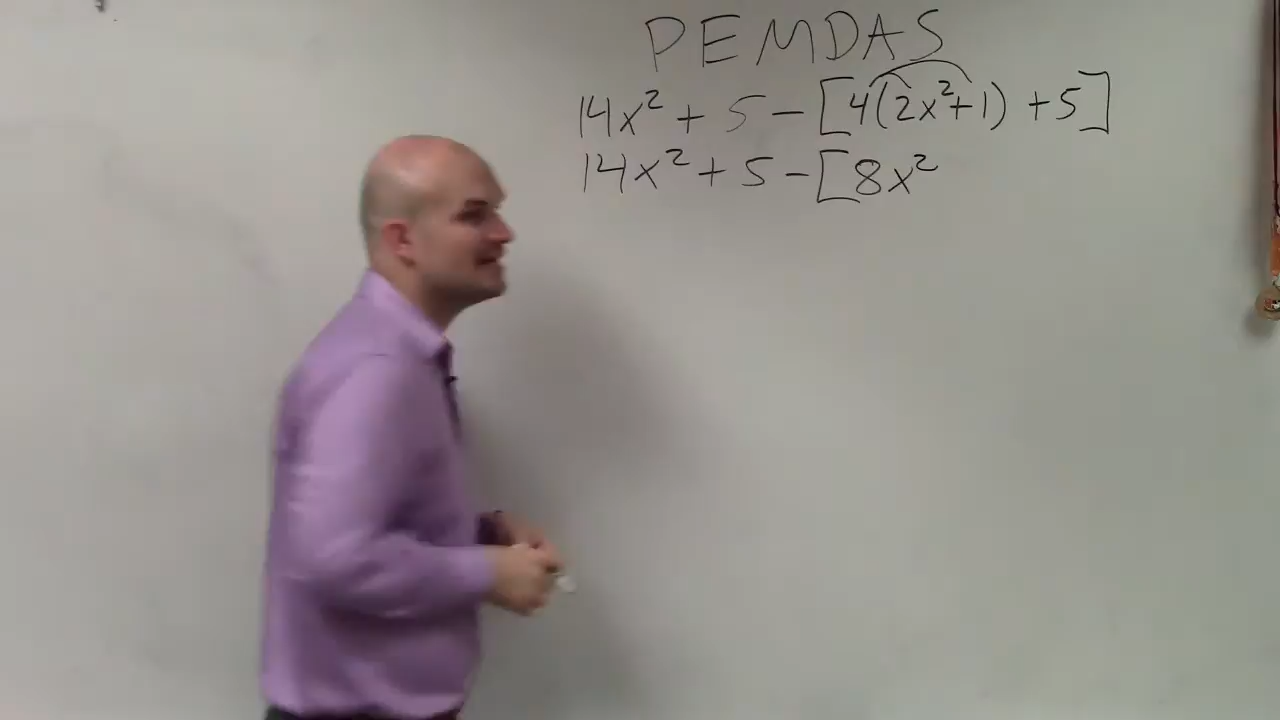 PEMDAS
14x² + 5 - [4(2x²+1) +5]
14x² + 5 - [8x²